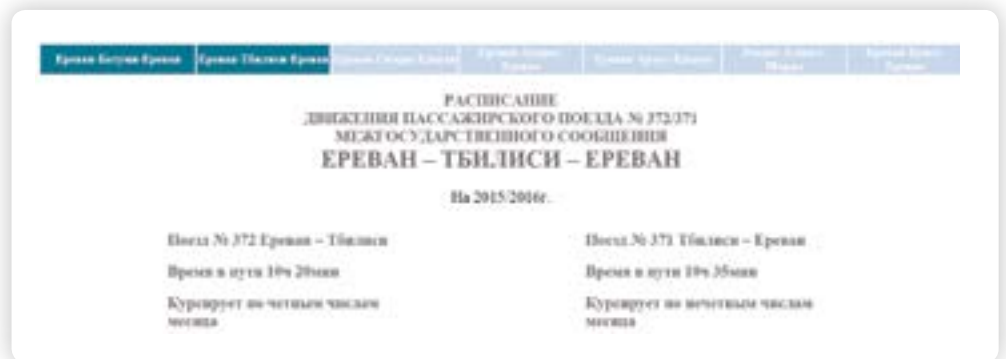 Ереван Батуми Ереван Ереван Тбилиси Ереван
РАСПИСАНИЕ
ДВИЖЕНИЯ ПАССАЖИРСКОГО ПОЕЗДА № 372/371
МЕЖГОСУДАРСТВЕННОГО СООБЩЕНИЯ
ЕРЕВАН – ТБИЛИСИ – ЕРЕВАН
На 2015/2016г.
Поезд № 372 Ереван – Тбилиси
Время в пути 10ч 20мин
Курсирует по четным числам
месяца
Поезд № 371 Тбилиси – Ереван
Время в пути 10ч 35мин
Курсирует по нечетным числам
месяца